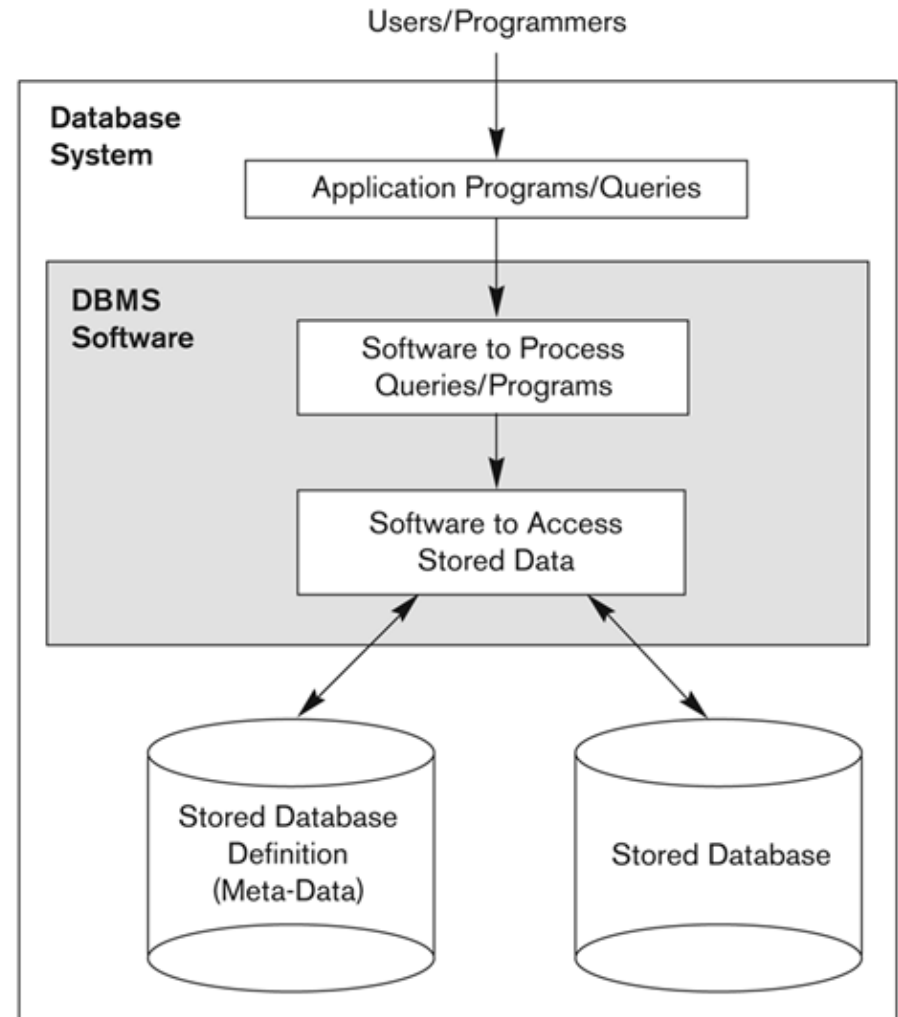 Users/Programmers
Database
System
Application Programs/Queries
DBMS
Software
Software to Process
Queries/Programs
Software to Access
Stored Data
Stored Database
Definition
(Meta-Data)
Stored Database